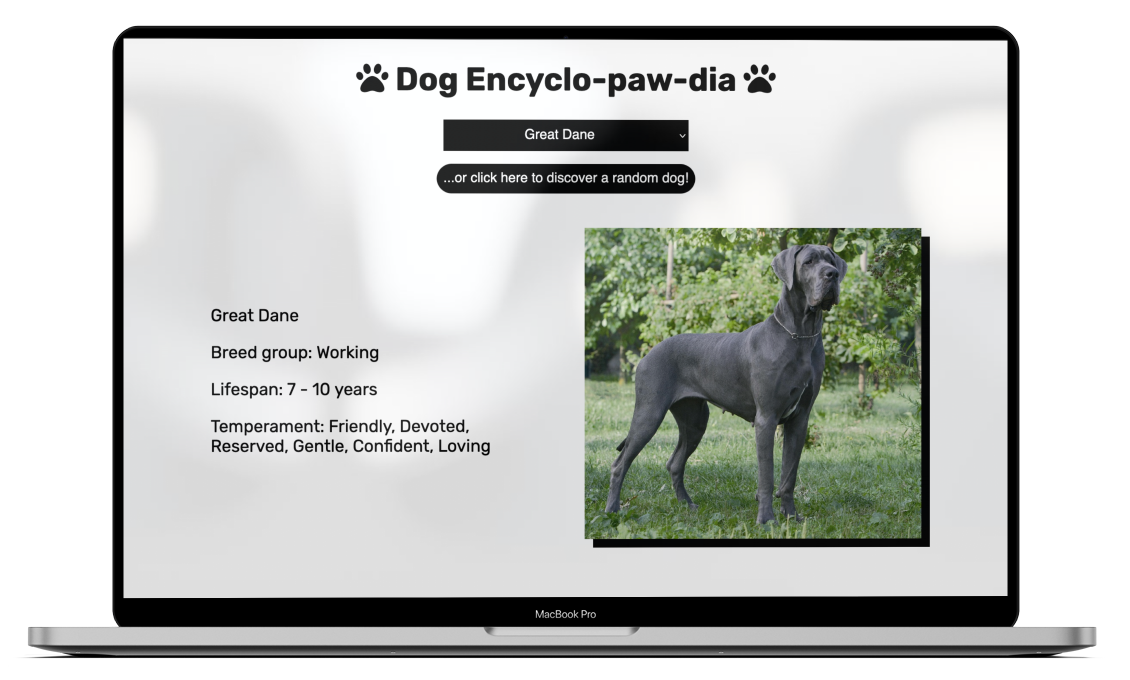 Dog Encyclo-paw-dia
Great Dane
...or click here to discover a random dog!
Great Dane
Breed group: Working
Lifespan: 7 - 10 years
Temperament: Friendly, Devoted,
Reserved, Gentle, Confident, Loving
MacBook Pro